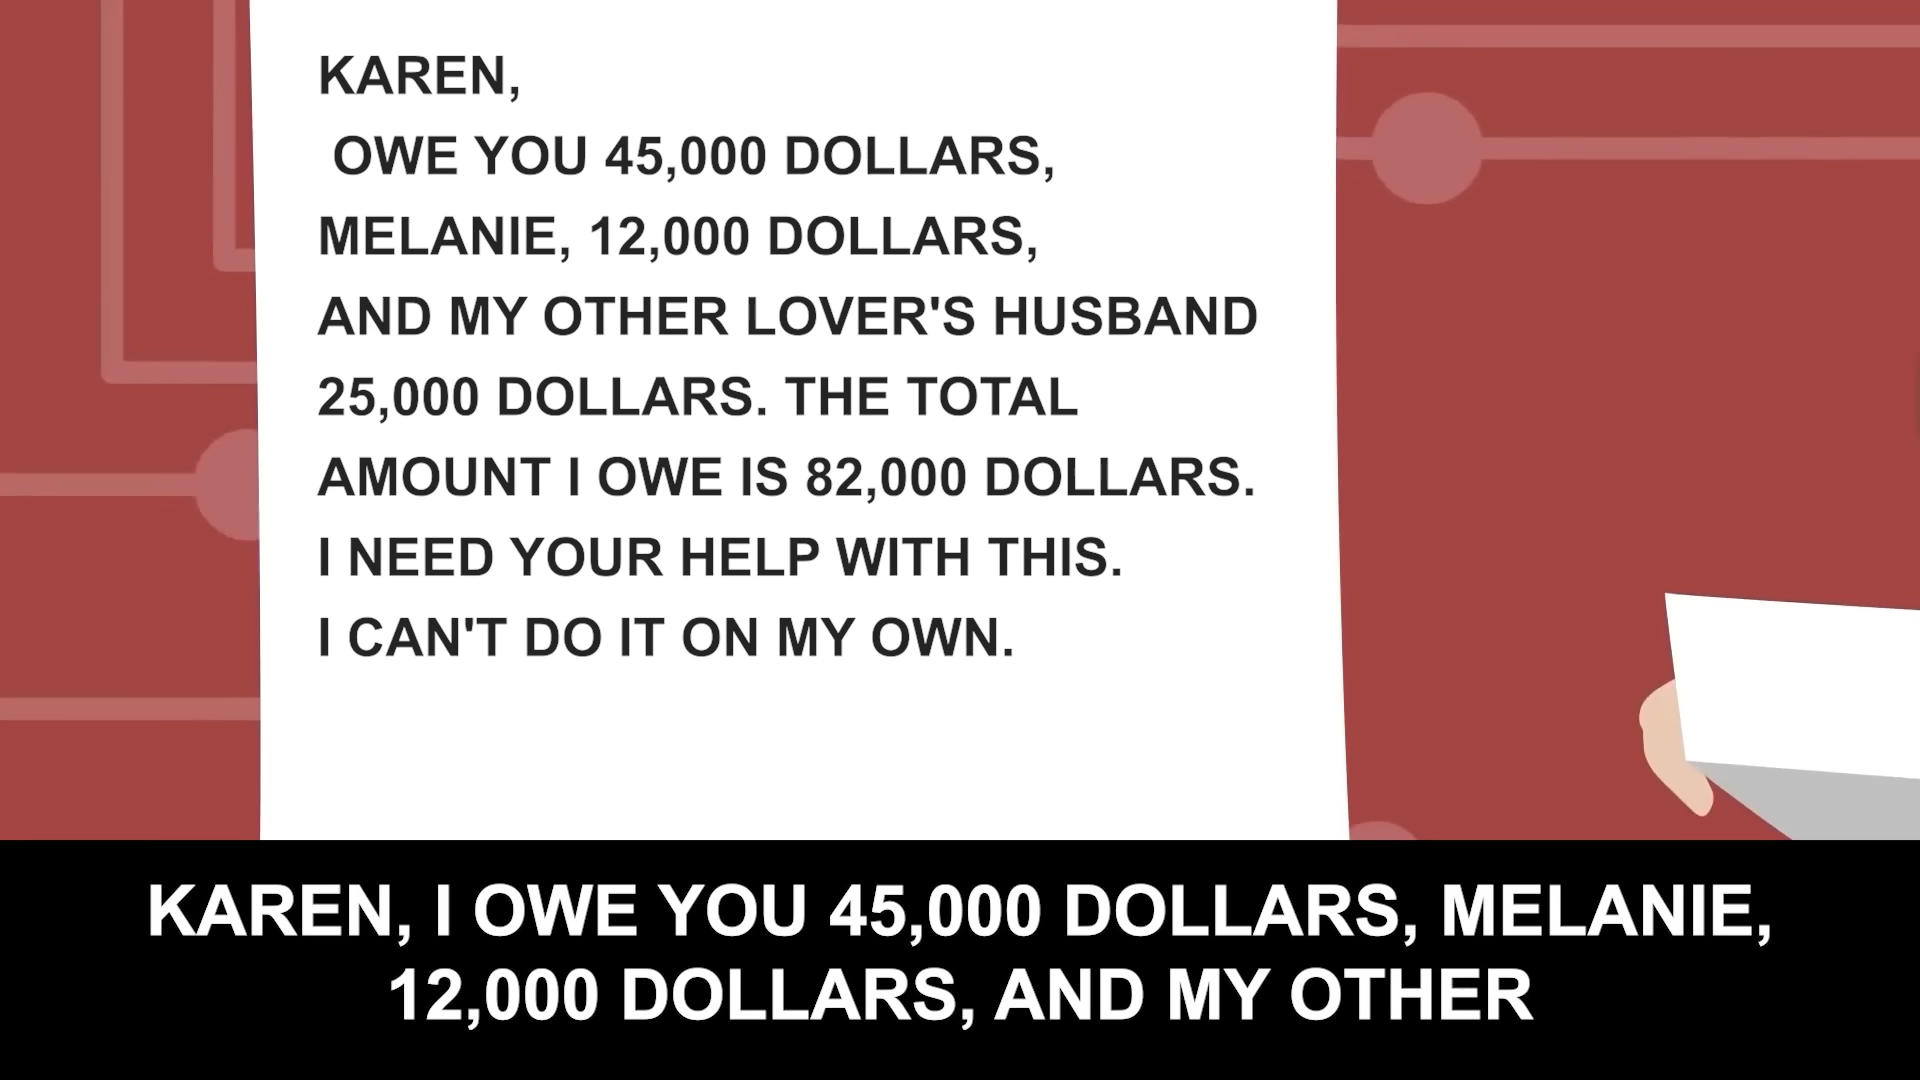 KAREN,
OWE YOU 45,000 DOLLARS,
MELANIE, 12,000 DOLLARS,
AND MY OTHER LOVER'S HUSBAND
25,000 DOLLARS. THE TOTAL
AMOUNT I OWE IS 82,000 DOLLARS.
I NEED YOUR HELP WITH THIS.
I CAN'T DO IT ON MY OWN.
KAREN, I OWE YOU 45,000 DOLLARS, MELANIE,
12,000 DOLLARS, AND MY OTHER